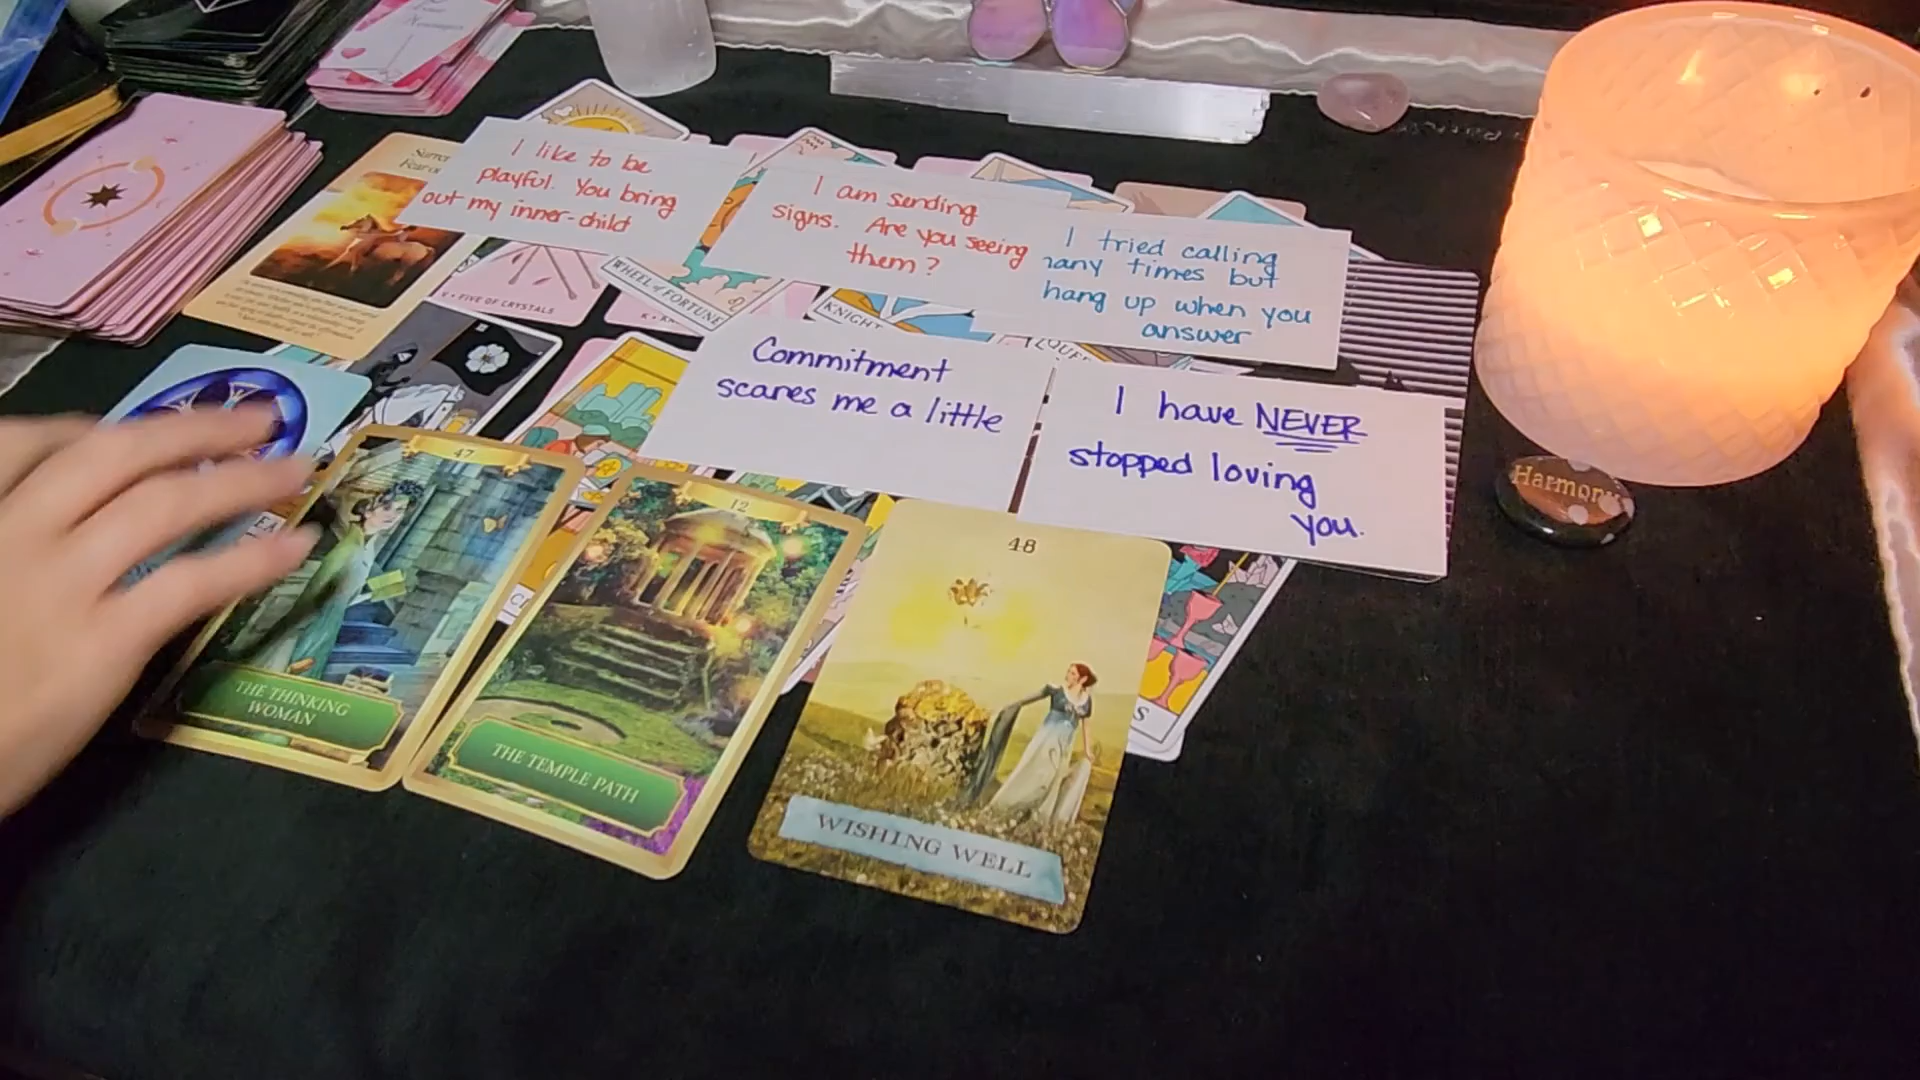 I like to be
playful. You bring
out my inner-child
I am sending
signs. Are you seeing
them?
I tried calling
many times but
hang up when you
answer
Commitment
scares me a little
I have NEVER
stopped loving
you.
Harmony
V • FIVE OF CRYSTALS
WHEEL of FORTUNE
KNIGHT
47
THE THINKING
WOMAN
12
THE TEMPLE PATH
48
WISHING WELL